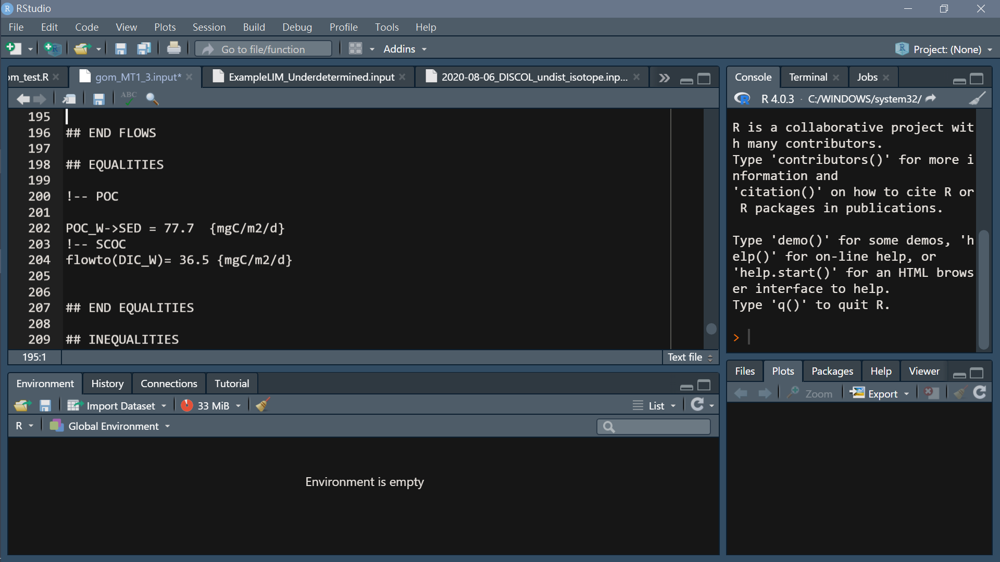 RStudio
File Edit Code View Plots Session Build Debug Profile Tools Help
Go to file/function Addins Project: (None)
om_test.R gom_MT1_3.input* ExampleLIM_Underdetermined.input 2020-08-06_DISCOL_undist_isotope.inp...
ABC
195
196 ## END FLOWS
197
198 ## EQUALITIES
199
200 !-- POC
201
202 POC_W->SED = 77.7 {mgC/m2/d}
203 !-- SCOC
204 flowto(DIC_W)= 36.5 {mgC/m2/d}
205
206
207 ## END EQUALITIES
208
209 ## INEQUALITIES
195:1 Text file
Console Terminal Jobs
R 4.0.3 · C:/WINDOWS/system32/
R is a collaborative project wit
h many contributors.
Type 'contributors()' for more i
nformation and
'citation()' on how to cite R or
R packages in publications.
Type 'demo()' for some demos, 'h
elp()' for on-line help, or
'help.start()' for an HTML brows
er interface to help.
Type 'q()' to quit R.
>
Environment History Connections Tutorial
Import Dataset 33 MiB List
R Global Environment
Environment is empty
Files Plots Packages Help Viewer
Zoom Export